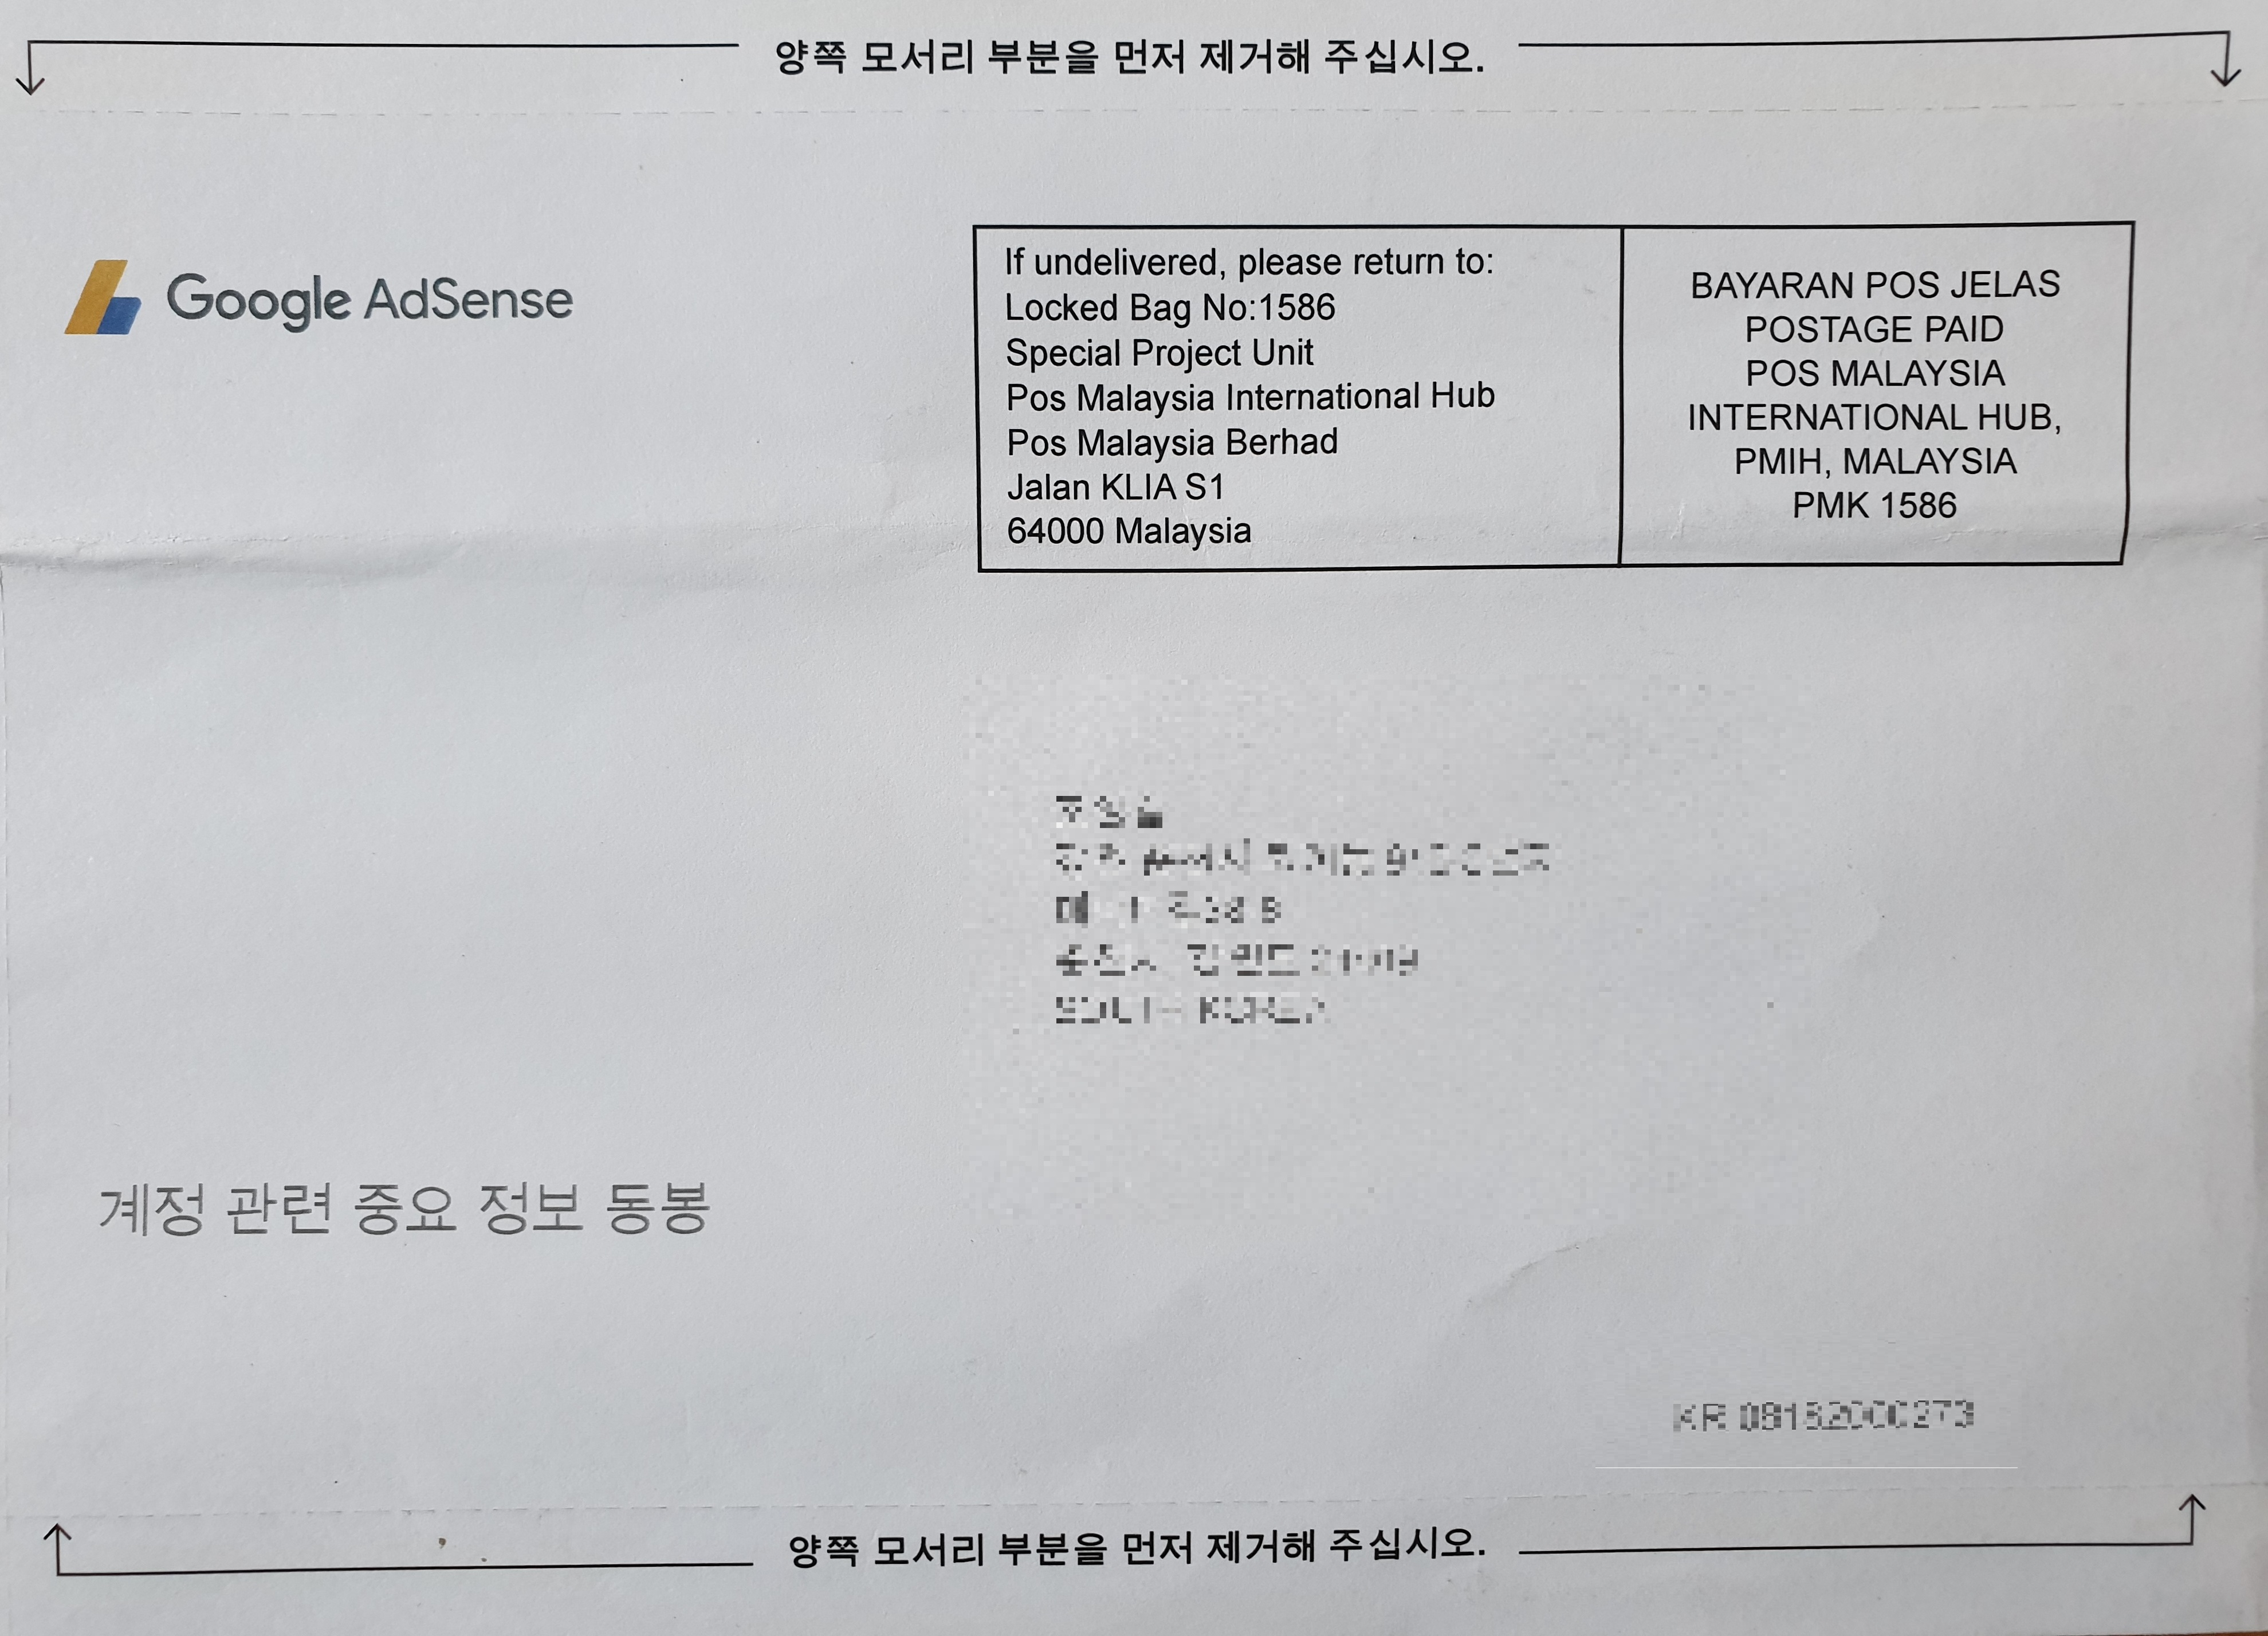 양쪽 모서리 부분을 먼저 제거해 주십시오.
Google AdSense
If undelivered, please return to:
Locked Bag No:1586
Special Project Unit
Pos Malaysia International Hub
Pos Malaysia Berhad
Jalan KLIA S1
64000 Malaysia
BAYARAN POS JELAS
POSTAGE PAID
POS MALAYSIA
INTERNATIONAL HUB,
PMIH, MALAYSIA
PMK 1586
계정 관련 중요 정보 동봉
양쪽 모서리 부분을 먼저 제거해 주십시오.